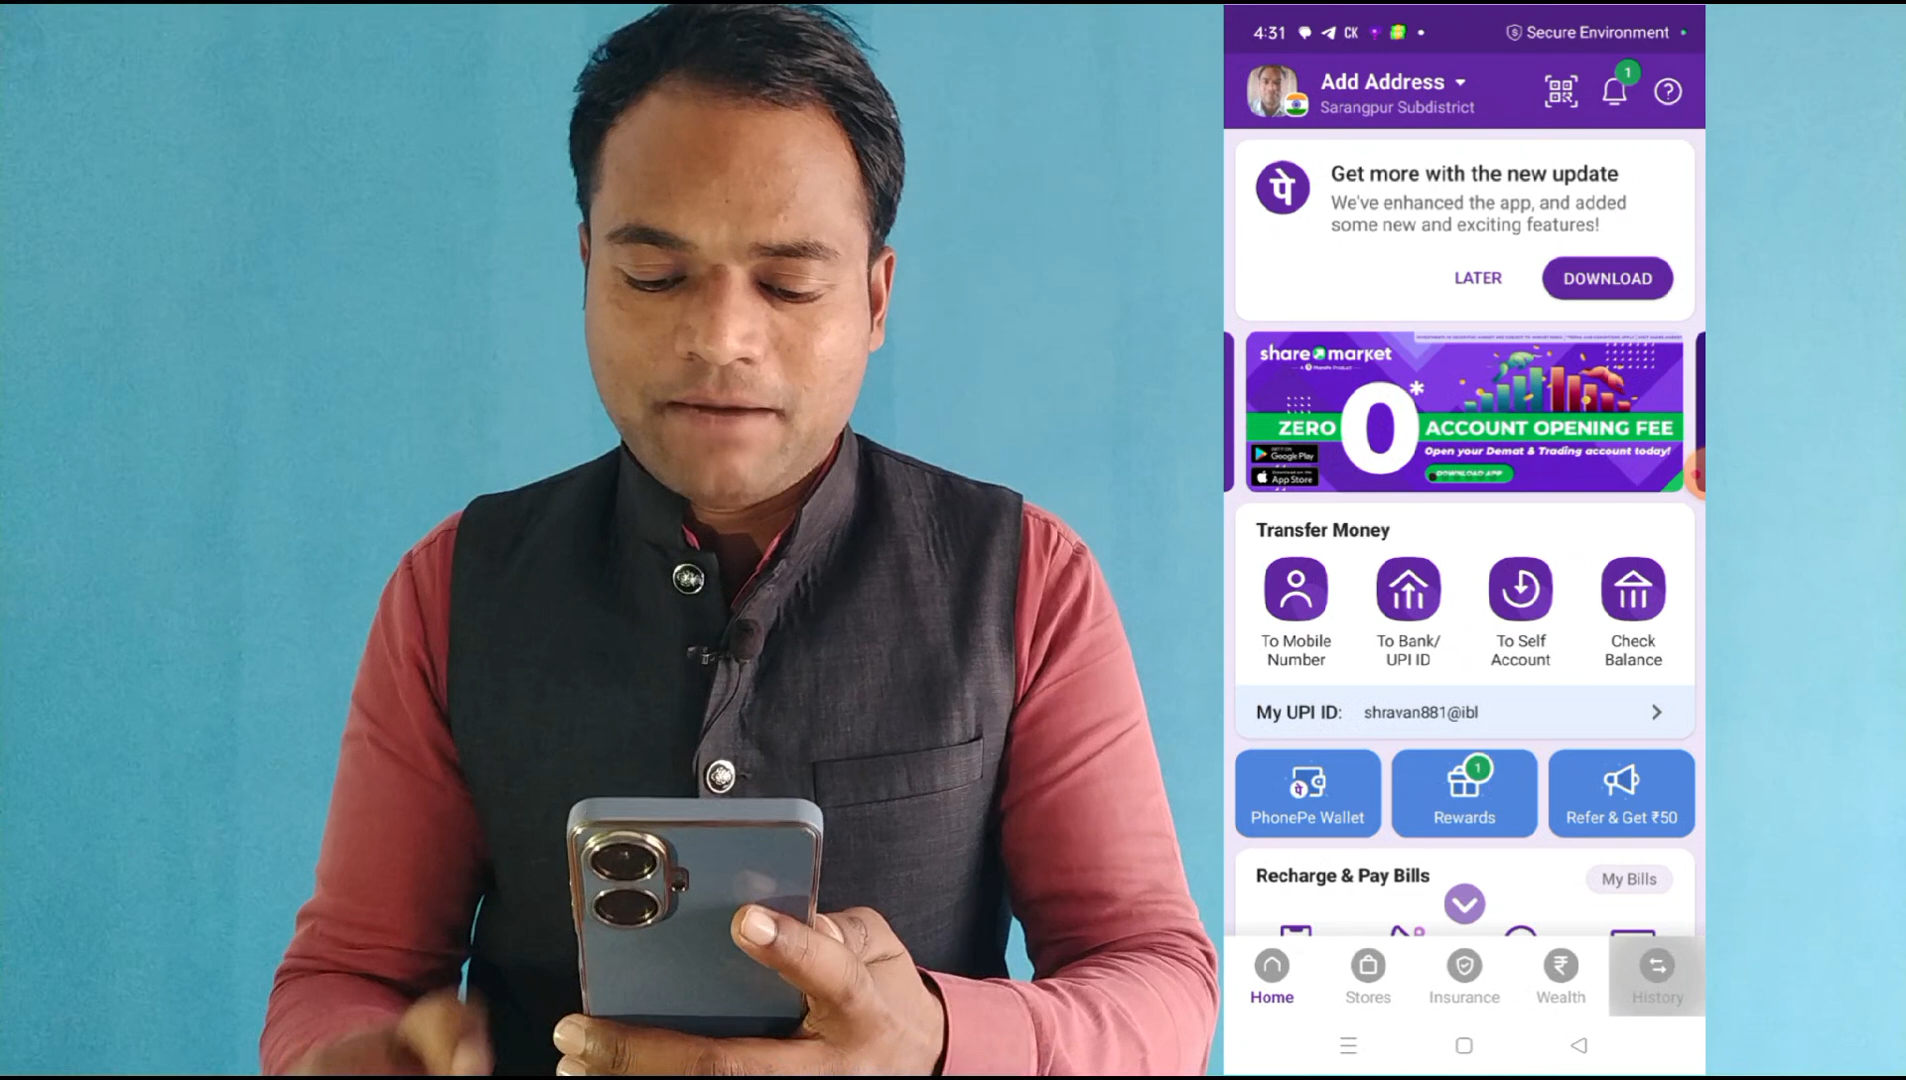 4:31
CK
Secure Environment
Add Address
Sarangpur Subdistrict
1
पे
Get more with the new update
We've enhanced the app, and added
some new and exciting features!
LATER
DOWNLOAD
share market
ZERO 0* ACCOUNT OPENING FEE
Open your Demat & Trading account today!
Google Play
App Store
DOWNLOAD APP
Transfer Money
To Mobile
Number
To Bank/
UPI ID
To Self
Account
Check
Balance
My UPI ID: shravan881@ibl
पे
PhonePe Wallet
1
Rewards
Refer & Get ₹50
Recharge & Pay Bills
My Bills
Home
Stores
Insurance
Wealth
History